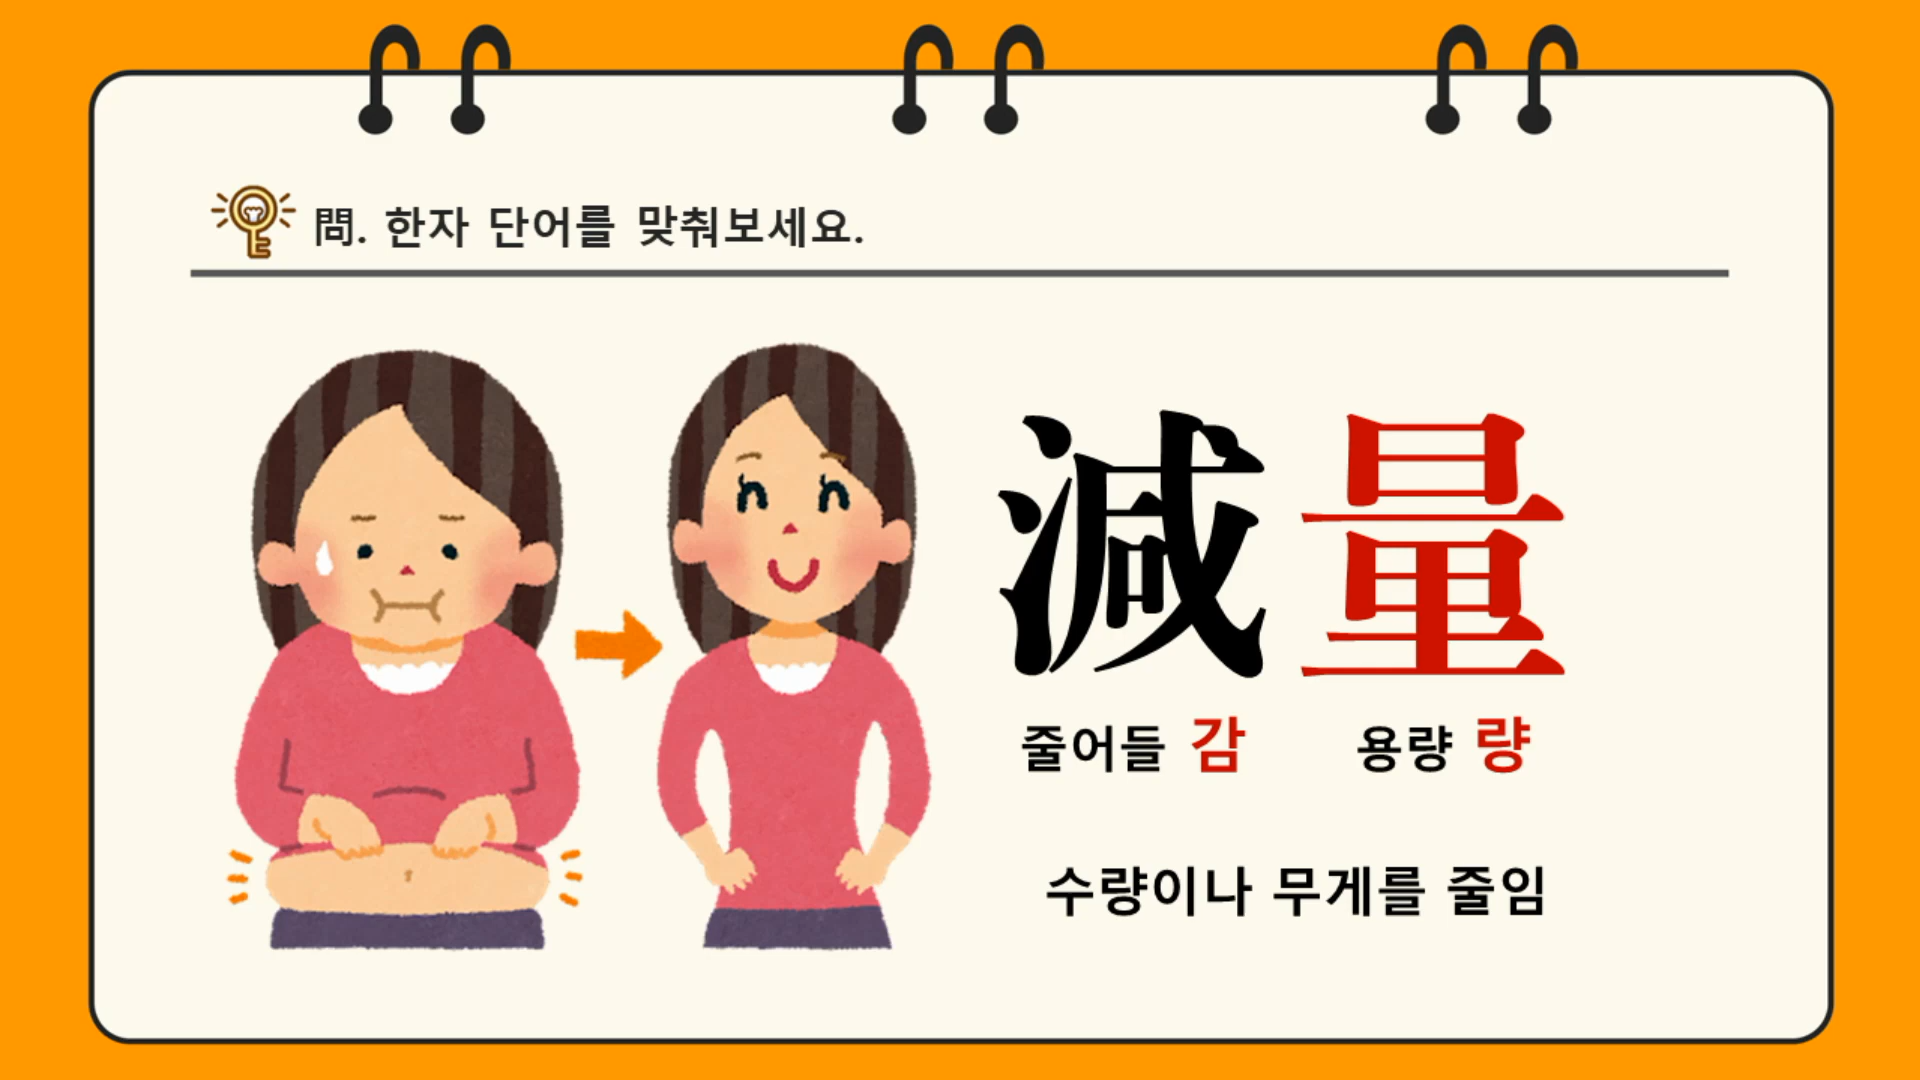 問. 한자 단어를 맞춰보세요.
減量
줄어들 감 용량 량
수량이나 무게를 줄임